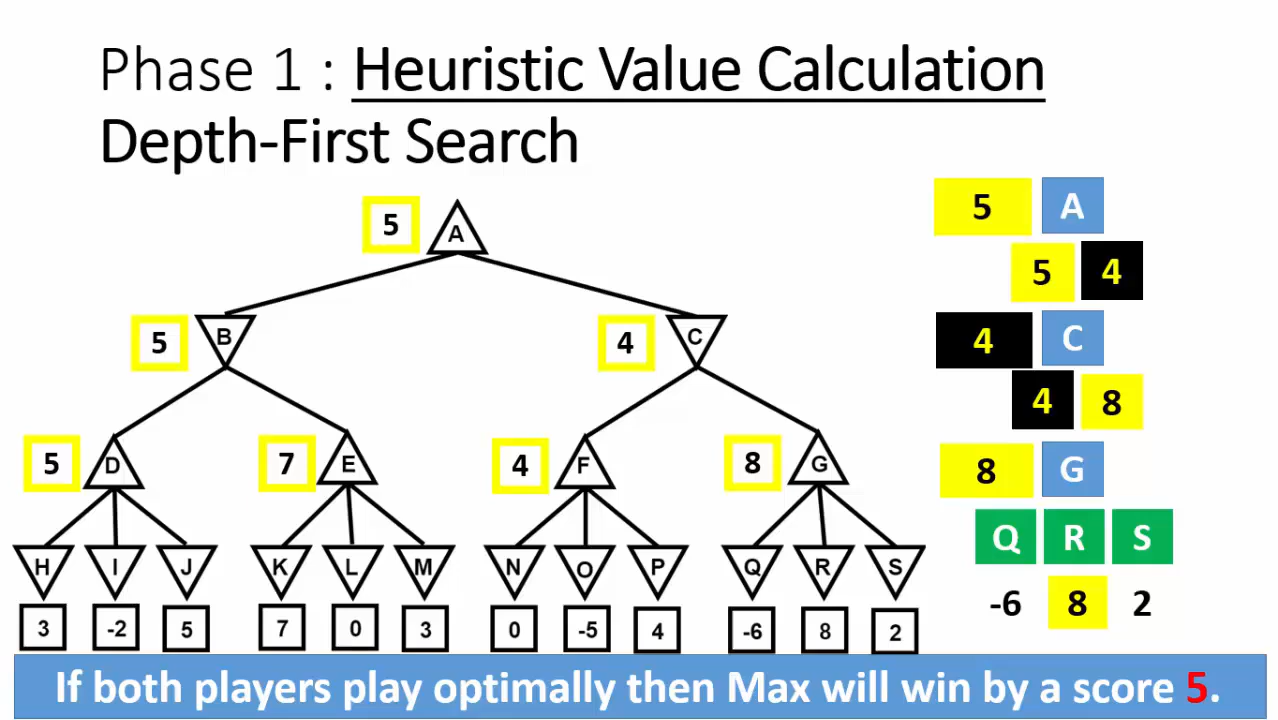 Phase 1 : Heuristic Value Calculation
Depth-First Search
5 A
5 B
4 C
5 D
7 E
4 F
8 G
H I J K L M N O P Q R S
3 -2 5 7 0 3 0 -5 4 -6 8 2
5 A
5 4
4 C
4 8
8 G
Q R S
-6 8 2
If both players play optimally then Max will win by a score 5.